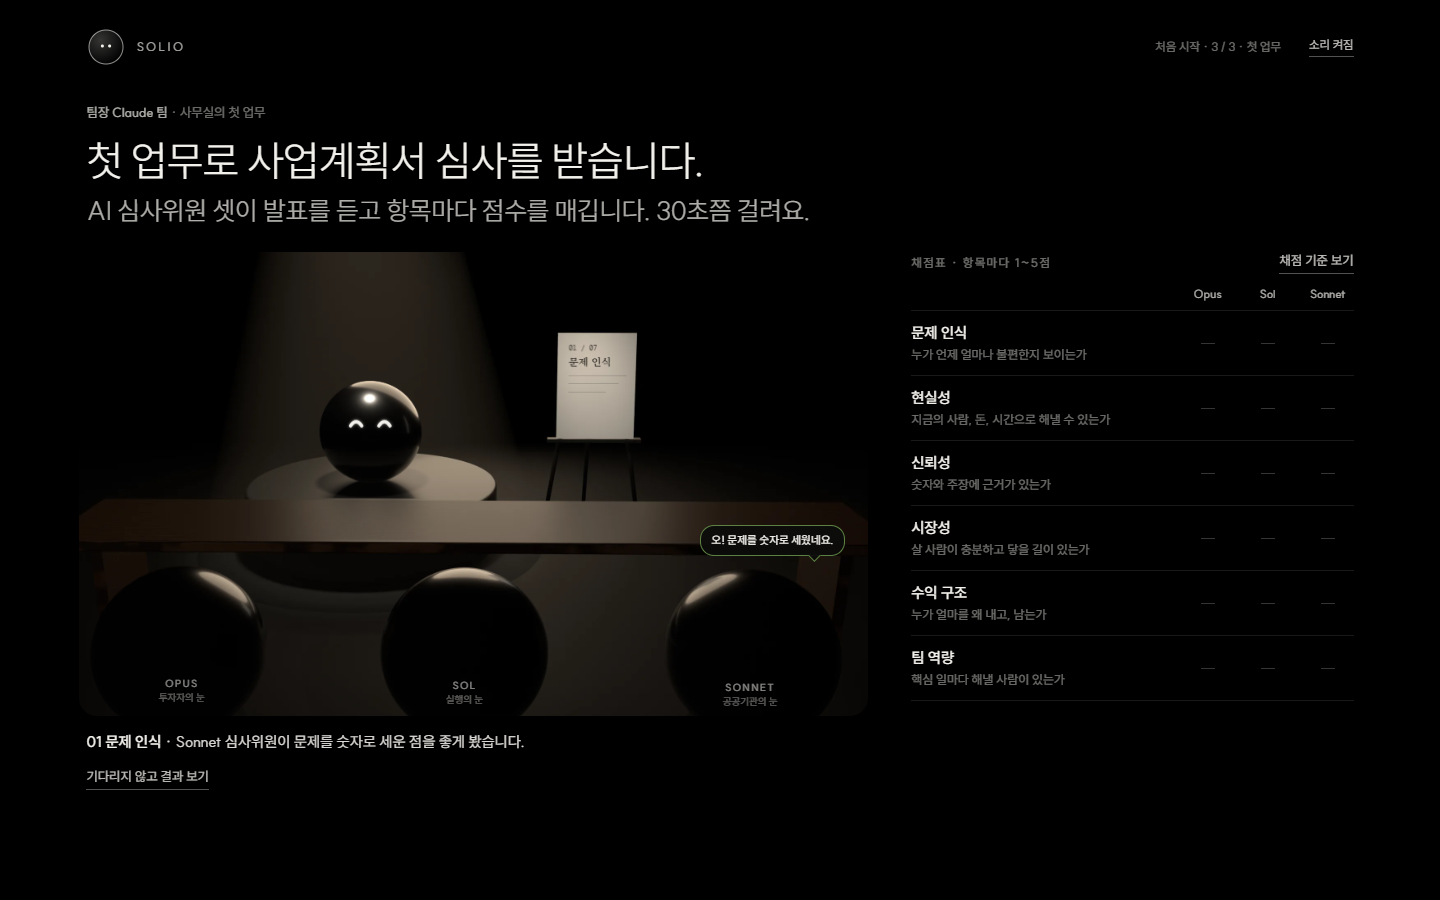 SOLIO
처음 시작 · 3 / 3 · 첫 업무
소리 켜짐
팀장 Claude 팀 · 사무실의 첫 업무
첫 업무로 사업계획서 심사를 받습니다.
AI 심사위원 셋이 발표를 듣고 항목마다 점수를 매깁니다. 30초쯤 걸려요.
01 / 07
문제 인식
오! 문제를 숫자로 세웠네요.
OPUS
투자자의 눈
SOL
실행의 눈
SONNET
공공기관의 눈
01 문제 인식 · Sonnet 심사위원이 문제를 숫자로 세운 점을 좋게 봤습니다.
기다리지 않고 결과 보기
채점표 · 항목마다 1~5점
채점 기준 보기
Opus Sol Sonnet
문제 인식 — — —
누가 언제 얼마나 불편한지 보이는가
현실성 — — —
지금의 사람, 돈, 시간으로 해낼 수 있는가
신뢰성 — — —
숫자와 주장에 근거가 있는가
시장성 — — —
살 사람이 충분하고 닿을 길이 있는가
수익 구조 — — —
누가 얼마를 왜 내고, 남는가
팀 역량 — — —
핵심 일마다 해낼 사람이 있는가